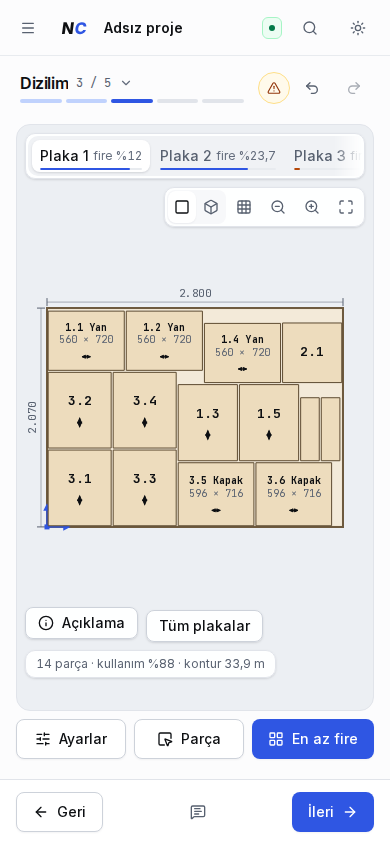 NC Adsız proje
Dizilim 3 / 5
Plaka 1 fire %12 Plaka 2 fire %23,7 Plaka 3
2.800
2.070
1.1 Yan
560 × 720
1.2 Yan
560 × 720
1.4 Yan
560 × 720
2.1
3.2
3.4
1.3
1.5
3.1
3.3
3.5 Kapak
596 × 716
3.6 Kapak
596 × 716
Açıklama Tüm plakalar
14 parça · kullanım %88 · kontur 33,9 m
Ayarlar Parça En az fire
Geri İleri